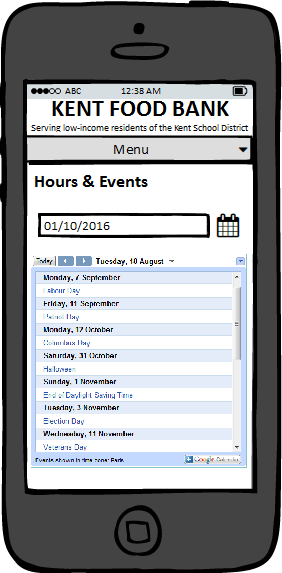 ABC 12:38 AM
KENT FOOD BANK
Serving low-income residents of the Kent School District
Menu
Hours & Events
01/10/2016
Today Tuesday, 18 August
Monday, 7 September
Labour Day
Friday, 11 September
Patriot Day
Monday, 12 October
Columbus Day
Saturday, 31 October
Halloween
Sunday, 1 November
End of Daylight Saving Time
Tuesday, 3 November
Election Day
Wednesday, 11 November
Veterans Day
Events shown in time zone: Paris
Google Calendar